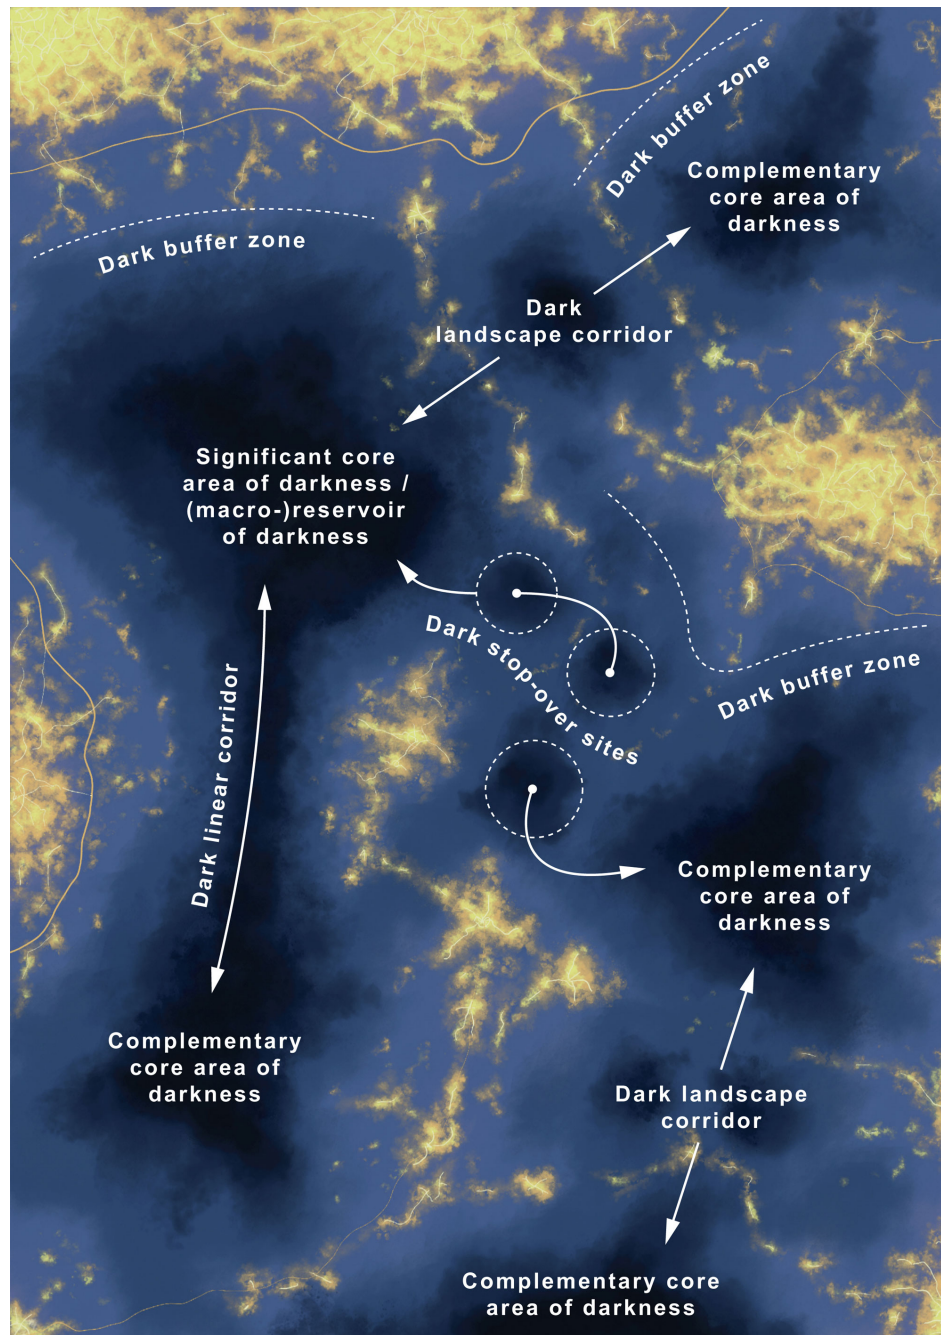 Dark buffer zone
Complementary
core area of
darkness
Dark buffer zone
Dark
landscape corridor
Significant core
area of darkness /
(macro-)reservoir
of darkness
Dark stop-over sites
Dark buffer zone
Dark linear corridor
Complementary
core area of
darkness
Complementary
core area of
darkness
Dark landscape
corridor
Complementary core
area of darkness